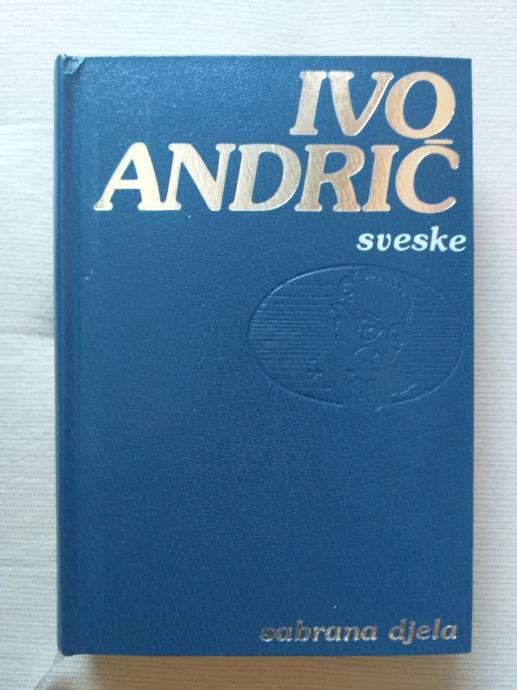 IVO
ANDRIĆ
sveske
sabrana djela